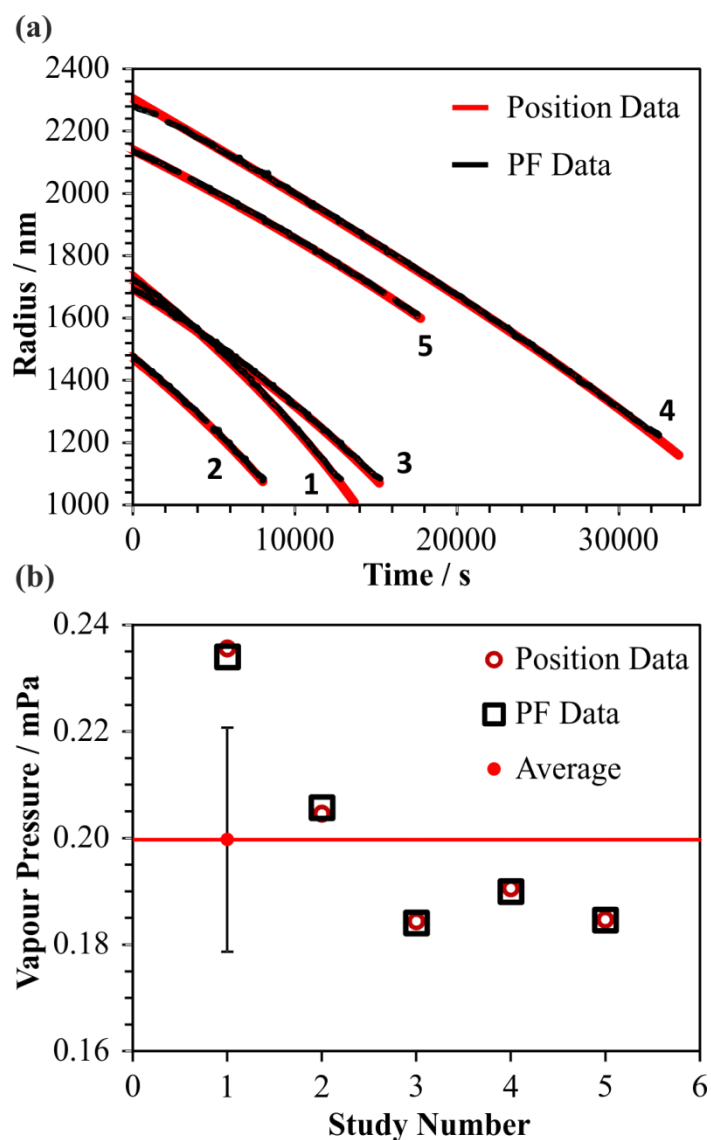 (a)
2400
2200
2000
1800
1600
1400
1200
1000
Radius / nm
Position Data
PF Data
5
4
2
1
3
0
10000
20000
30000
Time / s
(b)
0.24
0.22
0.20
0.18
0.16
Vapour Pressure / mPa
Position Data
PF Data
Average
0
1
2
3
4
5
6
Study Number